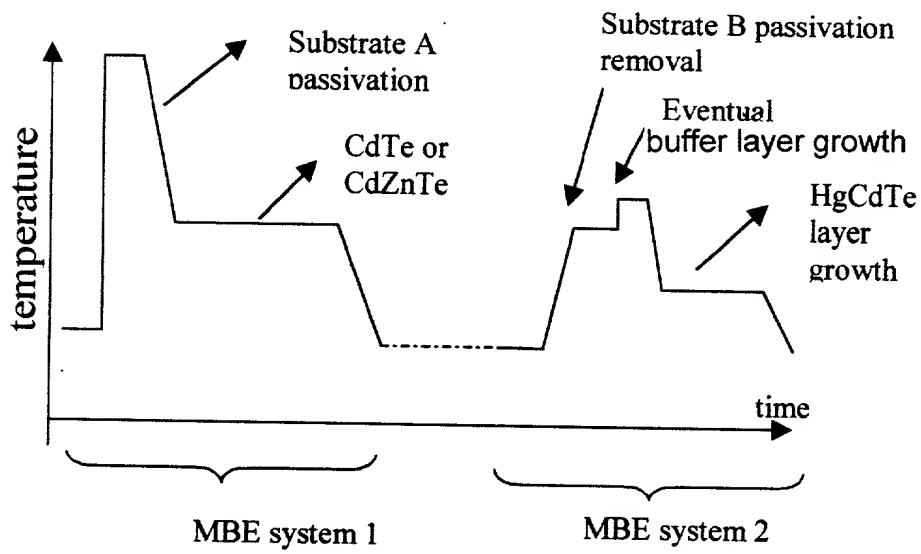 Substrate A
passivation
CdTe or
CdZnTe
Substrate B passivation
removal
Eventual
buffer layer growth
HgCdTe
layer
growth
temperature
time
MBE system 1
MBE system 2